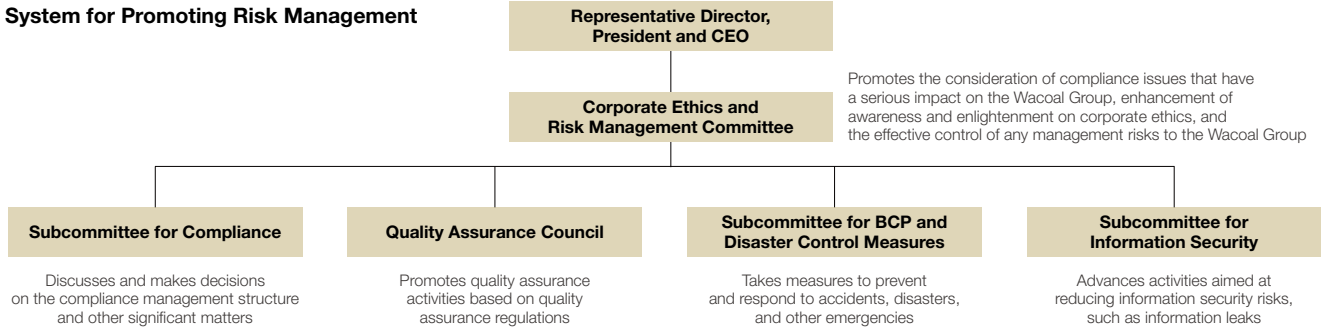 System for Promoting Risk Management
Representative Director,
President and CEO
Corporate Ethics and
Risk Management Committee
Promotes the consideration of compliance issues that have
a serious impact on the Wacoal Group, enhancement of
awareness and enlightenment on corporate ethics, and
the effective control of any management risks to the Wacoal Group
Subcommittee for Compliance
Discusses and makes decisions
on the compliance management structure
and other significant matters
Quality Assurance Council
Promotes quality assurance
activities based on quality
assurance regulations
Subcommittee for BCP and
Disaster Control Measures
Takes measures to prevent
and respond to accidents, disasters,
and other emergencies
Subcommittee for
Information Security
Advances activities aimed at
reducing information security risks,
such as information leaks